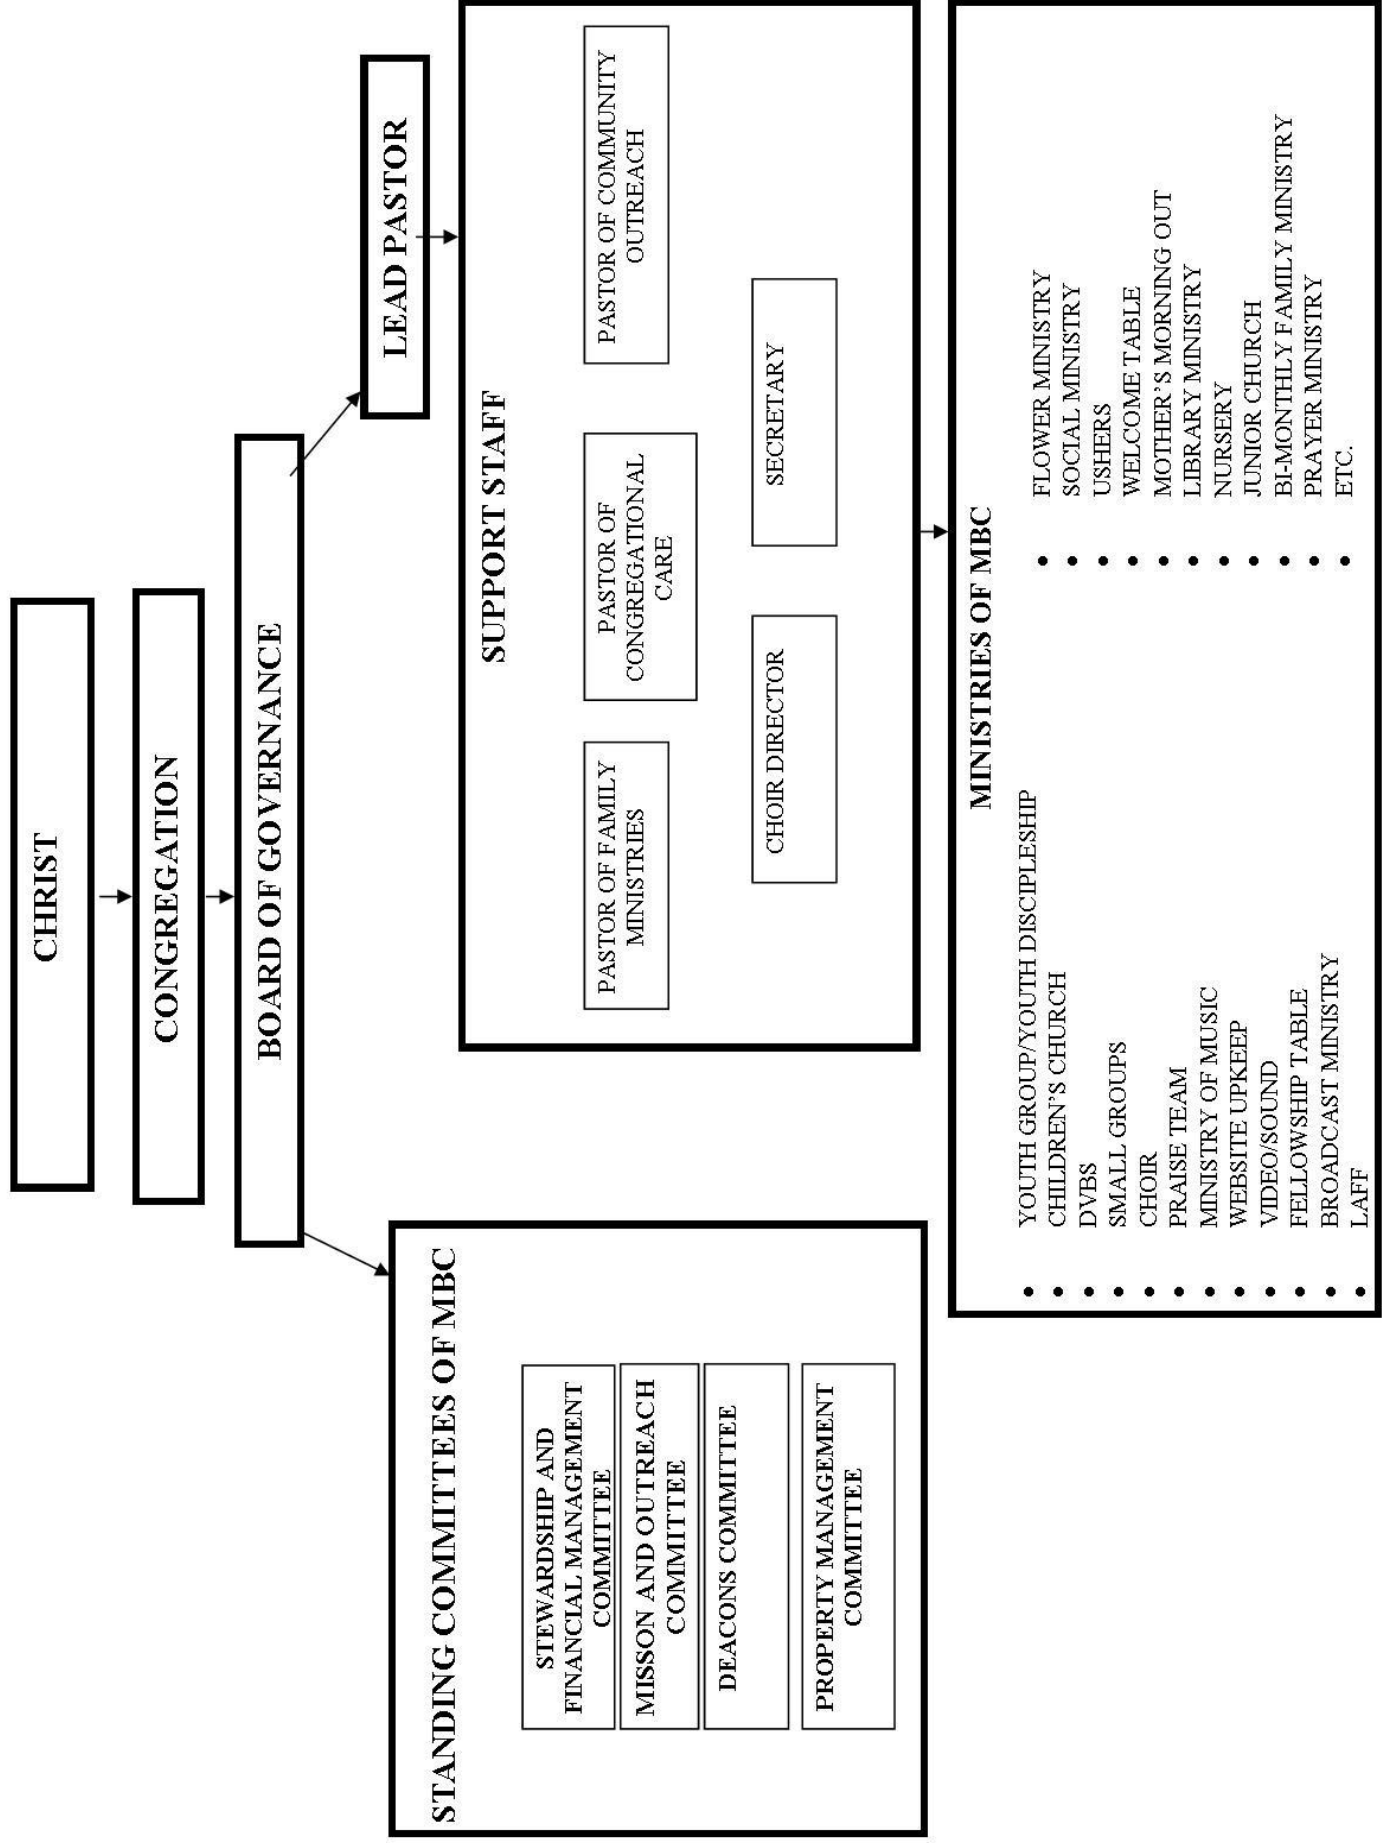 CHRIST
CONGREGATION
BOARD OF GOVERNANCE
LEAD PASTOR
STANDING COMMITTEES OF MBC
STEWARDSHIP AND
FINANCIAL MANAGEMENT
COMMITTEE
MISSON AND OUTREACH
COMMITTEE
DEACONS COMMITTEE
PROPERTY MANAGEMENT
COMMITTEE
SUPPORT STAFF
PASTOR OF FAMILY
MINISTRIES
PASTOR OF
CONGREGATIONAL
CARE
PASTOR OF COMMUNITY
OUTREACH
CHOIR DIRECTOR
SECRETARY
MINISTRIES OF MBC
• YOUTH GROUP/YOUTH DISCIPLESHIP
• CHILDREN’S CHURCH
• DVBS
• SMALL GROUPS
• CHOIR
• PRAISE TEAM
• MINISTRY OF MUSIC
• WEBSITE UPKEEP
• VIDEO/SOUND
• FELLOWSHIP TABLE
• BROADCAST MINISTRY
• LAFF
• FLOWER MINISTRY
• SOCIAL MINISTRY
• USHERS
• WELCOME TABLE
• MOTHER’S MORNING OUT
• LIBRARY MINISTRY
• NURSERY
• JUNIOR CHURCH
• BI-MONTHLY FAMILY MINISTRY
• PRAYER MINISTRY
• ETC.